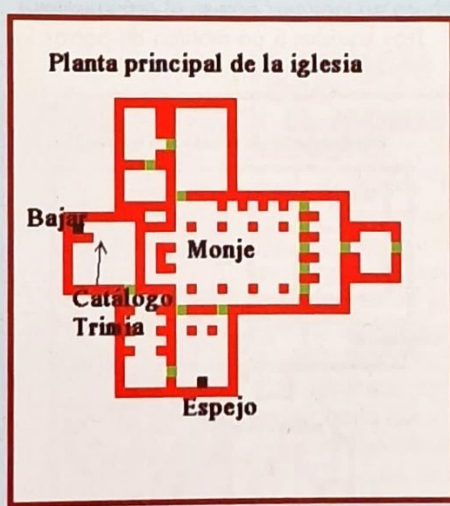 Planta principal de la iglesia
Bajar
Monje
Catálogo
Trimia
Espejo